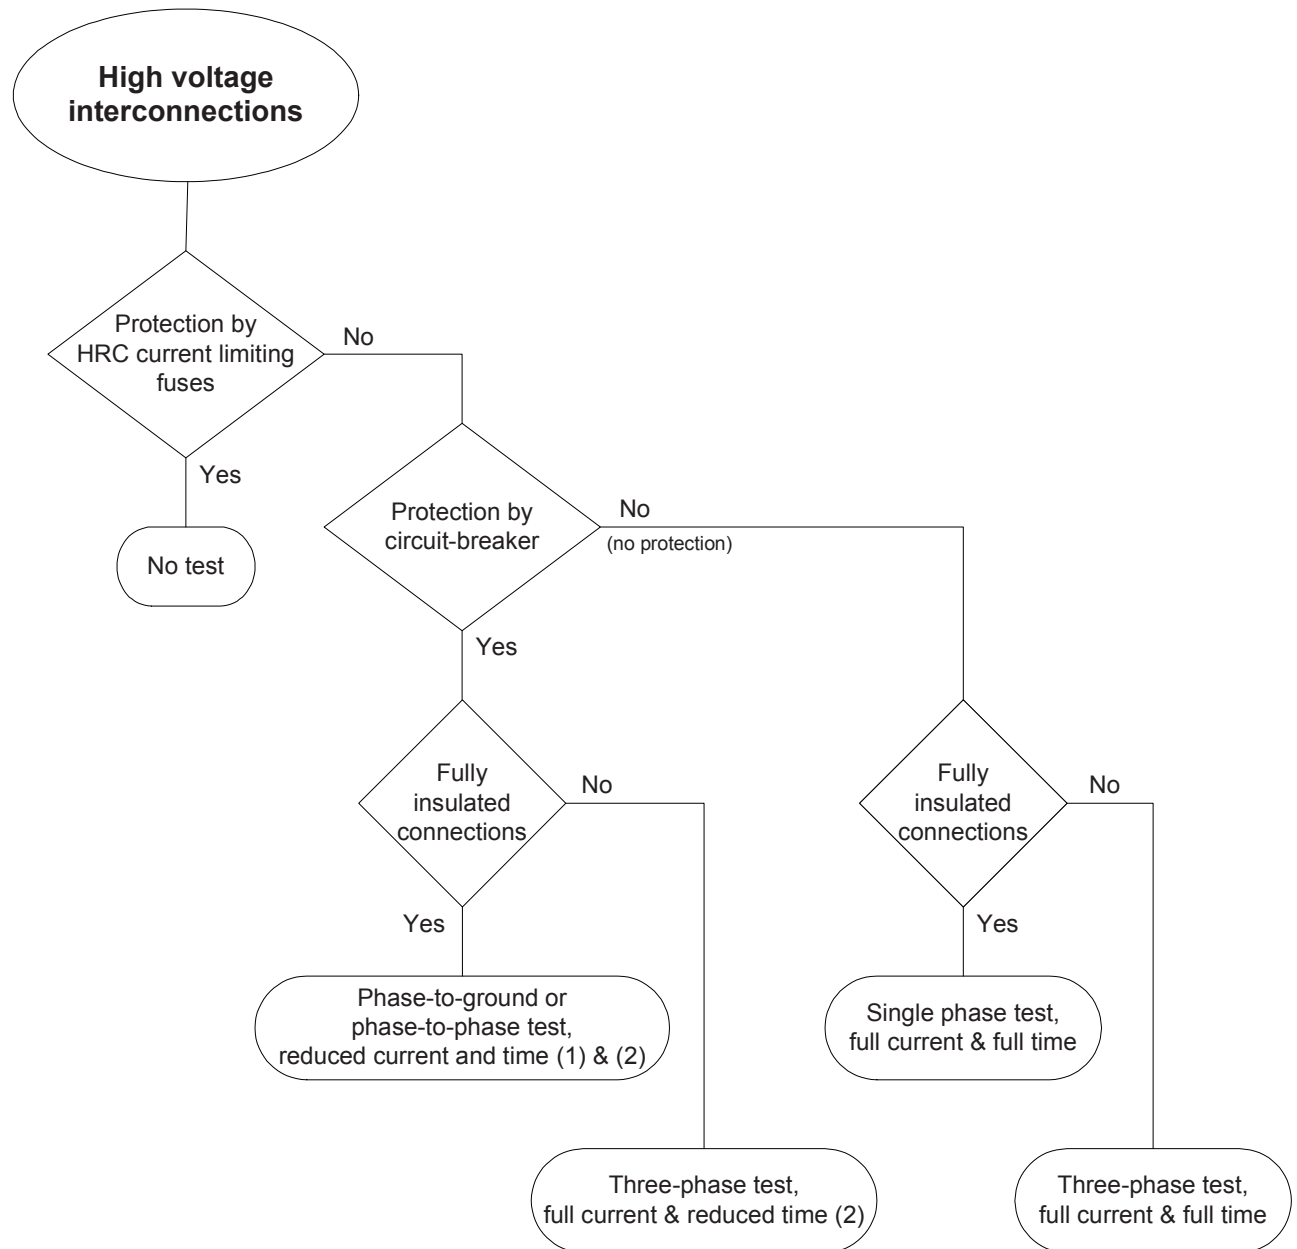 High voltage
interconnections
Protection by
HRC current limiting
fuses
No
Yes
No test
Protection by
circuit-breaker
No
(no protection)
Yes
Fully
insulated
connections
No
Yes
Fully
insulated
connections
No
Yes
Phase-to-ground or
phase-to-phase test,
reduced current and time (1) & (2)
Single phase test,
full current & full time
Three-phase test,
full current & reduced time (2)
Three-phase test,
full current & full time